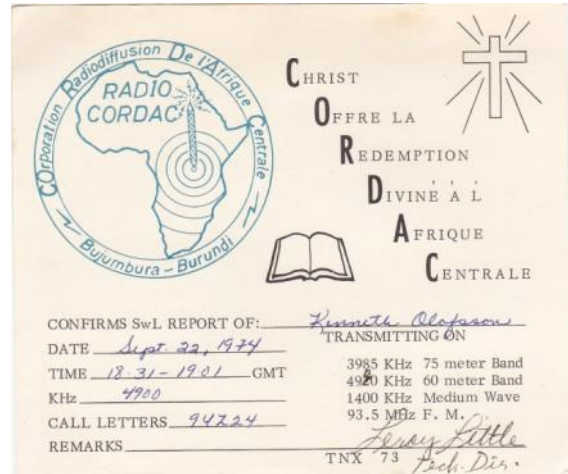 COrporation Radiodiffusion De l'Afrique Centrale
RADIO
CORDAC
Bujumbura - Burundi
CHRIST
OFFRE LA
REDEMPTION
DIVINE A L
AFRIQUE
CENTRALE
CONFIRMS SwL REPORT OF: Kenneth Olofsson
TRANSMITTING ON
DATE Sept. 22, 1974
TIME 18.31 - 1901 GMT
KHz 4900
CALL LETTERS 94Z24
REMARKS
3985 KHz 75 meter Band
KHz 60 meter Band
1400 KHz Medium Wave
93.5 MHz F. M.
TNX 73
Leroy Little
Tech. Dir.